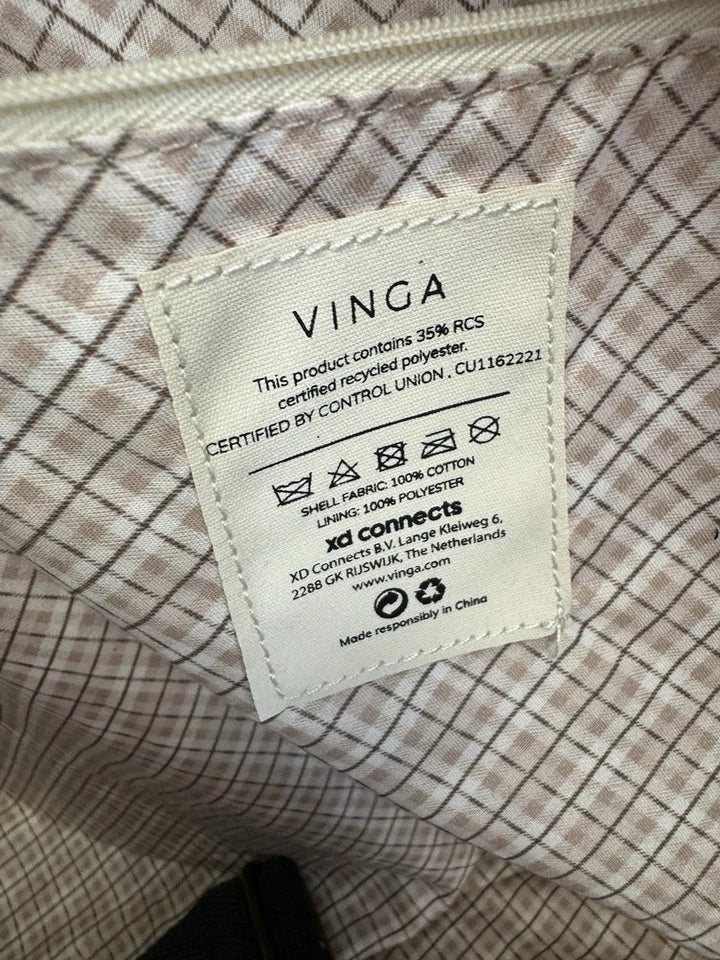 VINGA
This product contains 35% RCS
certified recycled polyester.
CERTIFIED BY CONTROL UNION . CU1162221
SHELL FABRIC: 100% COTTON
LINING: 100% POLYESTER
xd connects
XD Connects B.V. Lange Kleiweg 6,
2288 GK RIJSWIJK, The Netherlands
www.vinga.com
Made responsibly in China